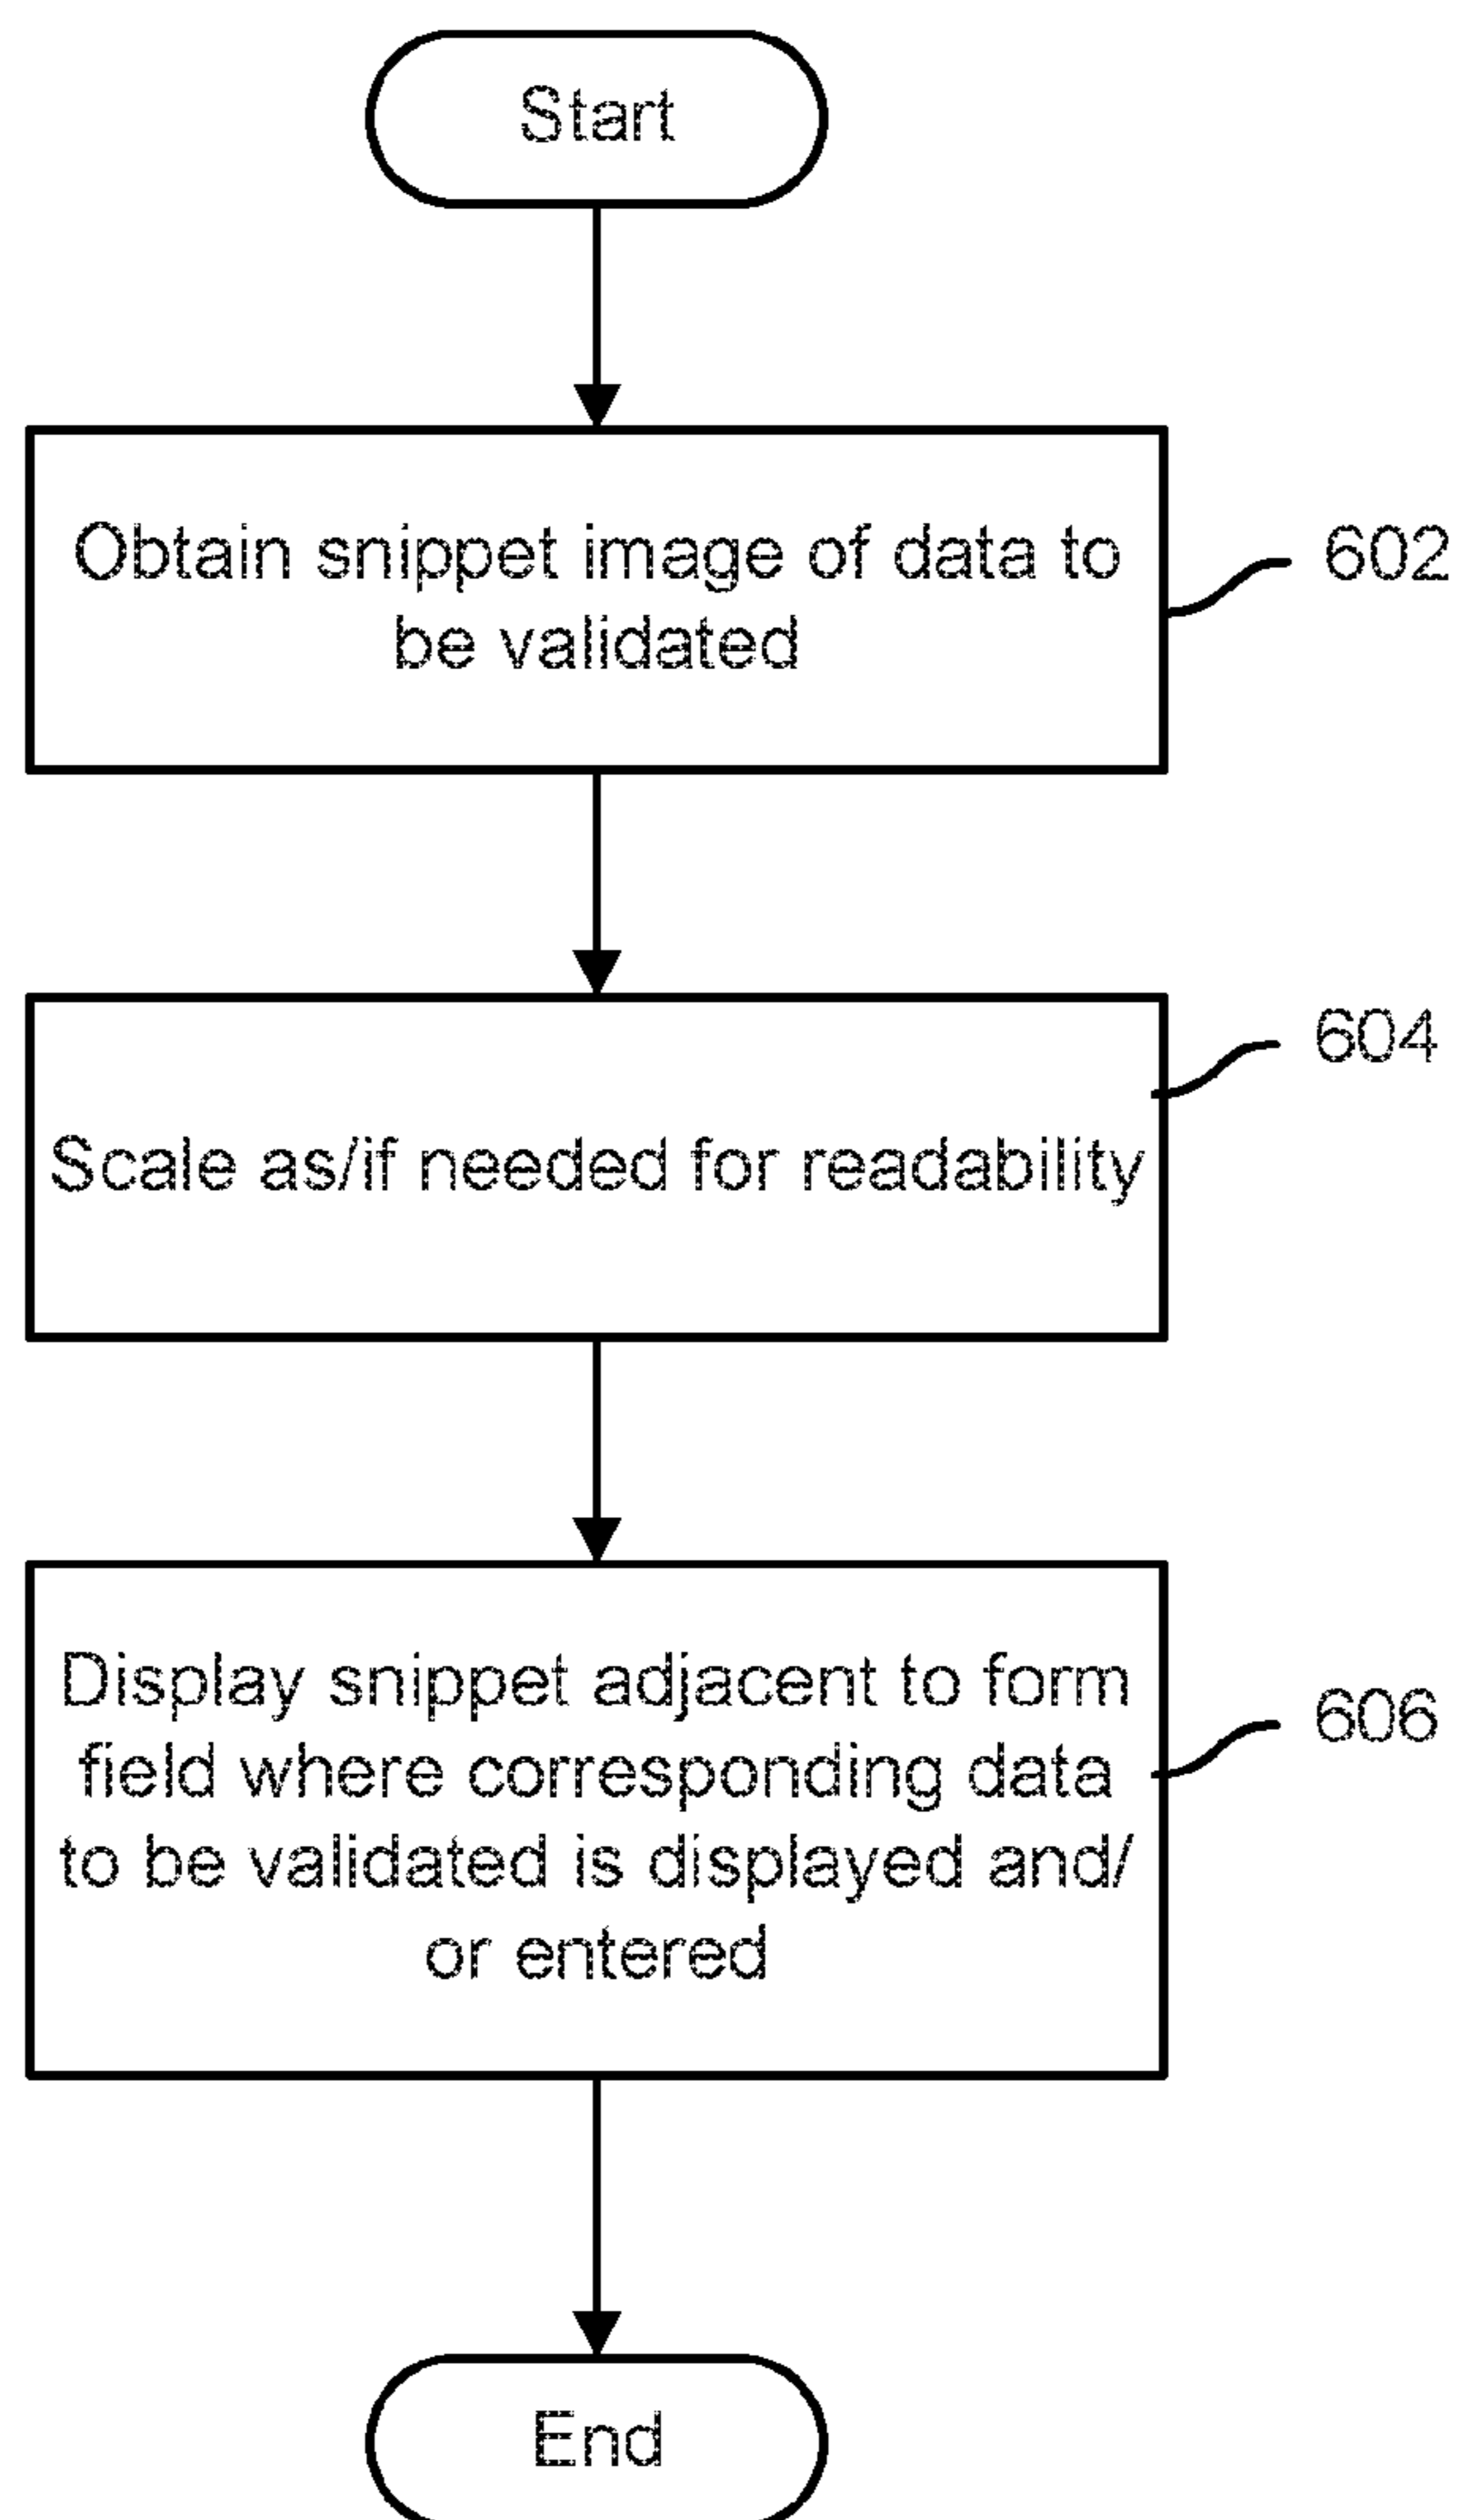 Start
Obtain snippet image of data to
be validated
602
604
Scale as/if needed for readability
Display snippet adjacent to form
field where corresponding data
to be validated is displayed and/
or entered
606
End